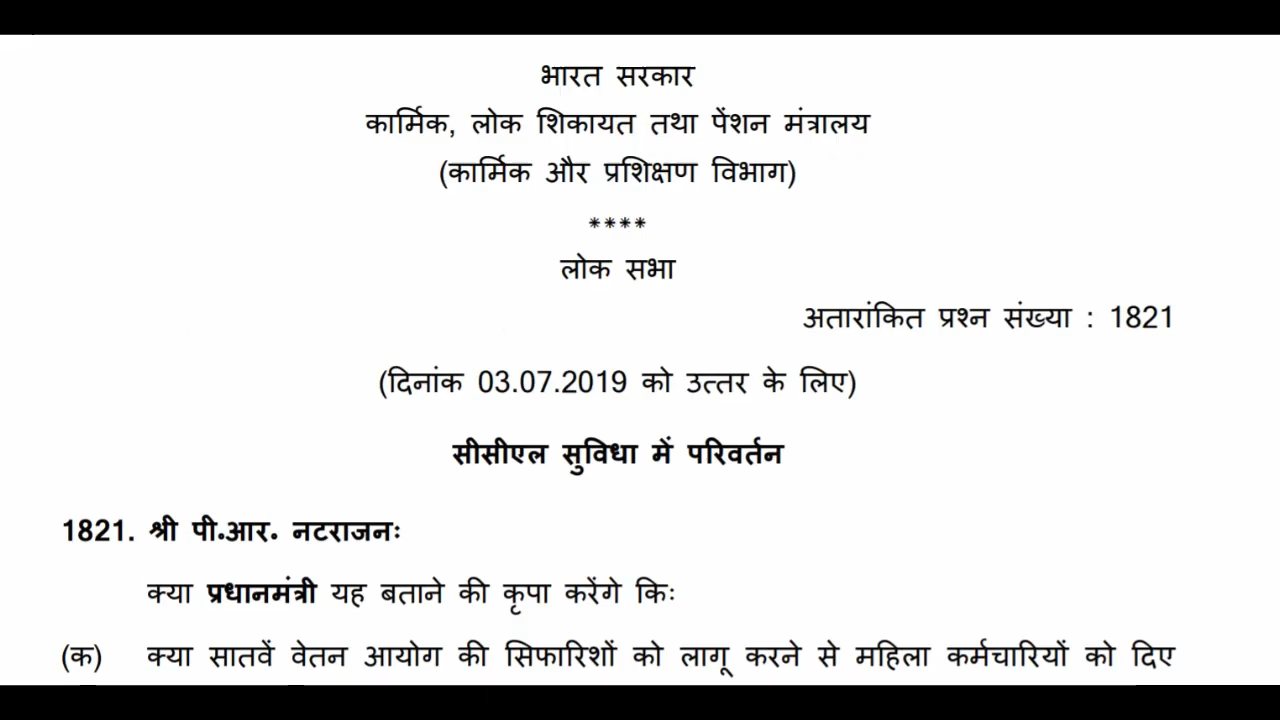 भारत सरकार
कार्मिक, लोक शिकायत तथा पेंशन मंत्रालय
(कार्मिक और प्रशिक्षण विभाग)
****
लोक सभा
अतारांकित प्रश्न संख्या : 1821
(दिनांक 03.07.2019 को उत्तर के लिए)
सीसीएल सुविधा में परिवर्तन
1821. श्री पी॰आर॰ नटराजनः
क्या प्रधानमंत्री यह बताने की कृपा करेंगे किः
(क) क्या सातवें वेतन आयोग की सिफारिशों को लागू करने से महिला कर्मचारियों को दिए